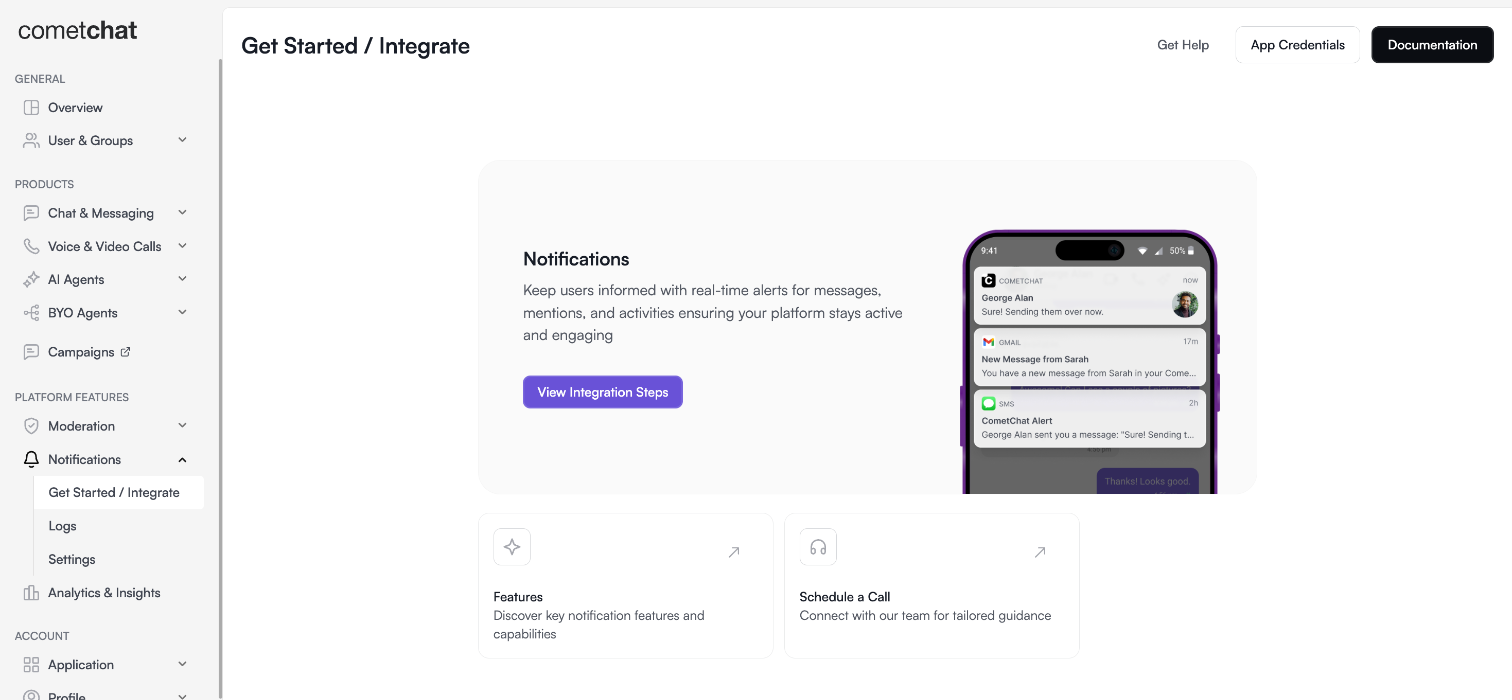 cometchat
GENERAL
Overview
User & Groups
PRODUCTS
Chat & Messaging
Voice & Video Calls
AI Agents
BYO Agents
Campaigns
PLATFORM FEATURES
Moderation
Notifications
Get Started / Integrate
Logs
Settings
Analytics & Insights
ACCOUNT
Application
Profile
Get Started / Integrate
Get Help
App Credentials
Documentation
Notifications
Keep users informed with real-time alerts for messages,
mentions, and activities ensuring your platform stays active
and engaging
View Integration Steps
9:41
50%
COMETCHAT
now
George Alan
Sure! Sending them over now.
GMAIL
17m
New Message from Sarah
You have a new message from Sarah in your Come...
SMS
2h
CometChat Alert
George Alan sent you a message: "Sure! Sending t...
Thanks! Looks good.
Features
Discover key notification features and
capabilities
Schedule a Call
Connect with our team for tailored guidance